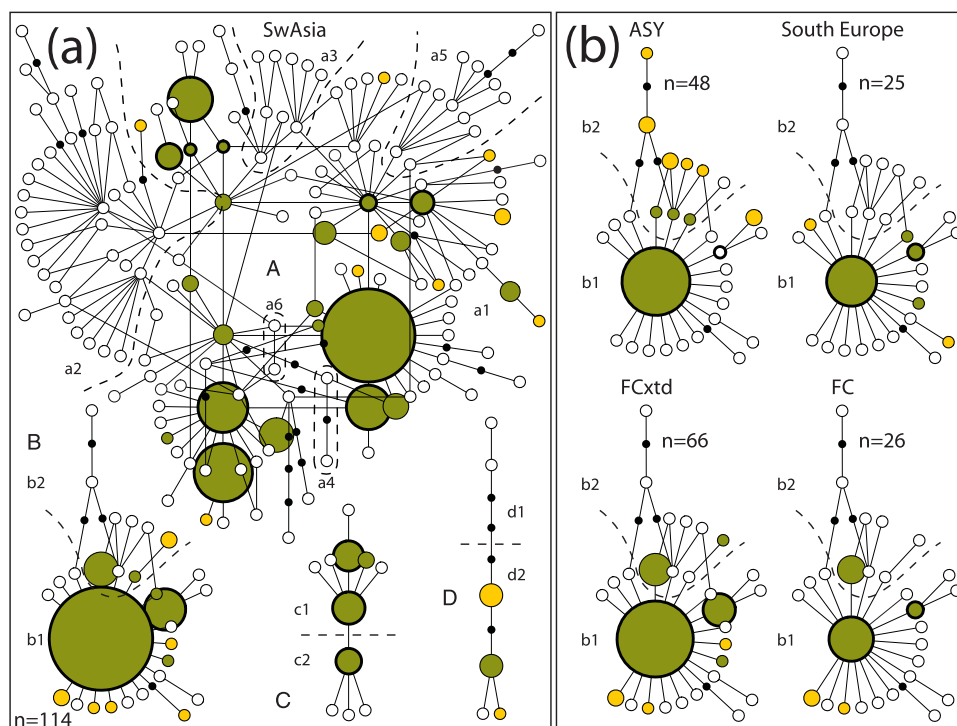 (a)
SwAsia
a3
a5
A
a6
a1
a2
a4
B
b2
b1
n=114
c1
c2
C
d1
d2
D
(b)
ASY
n=48
b2
b1
South Europe
n=25
b2
b1
FCxtd
n=66
b2
b1
FC
n=26
b2
b1